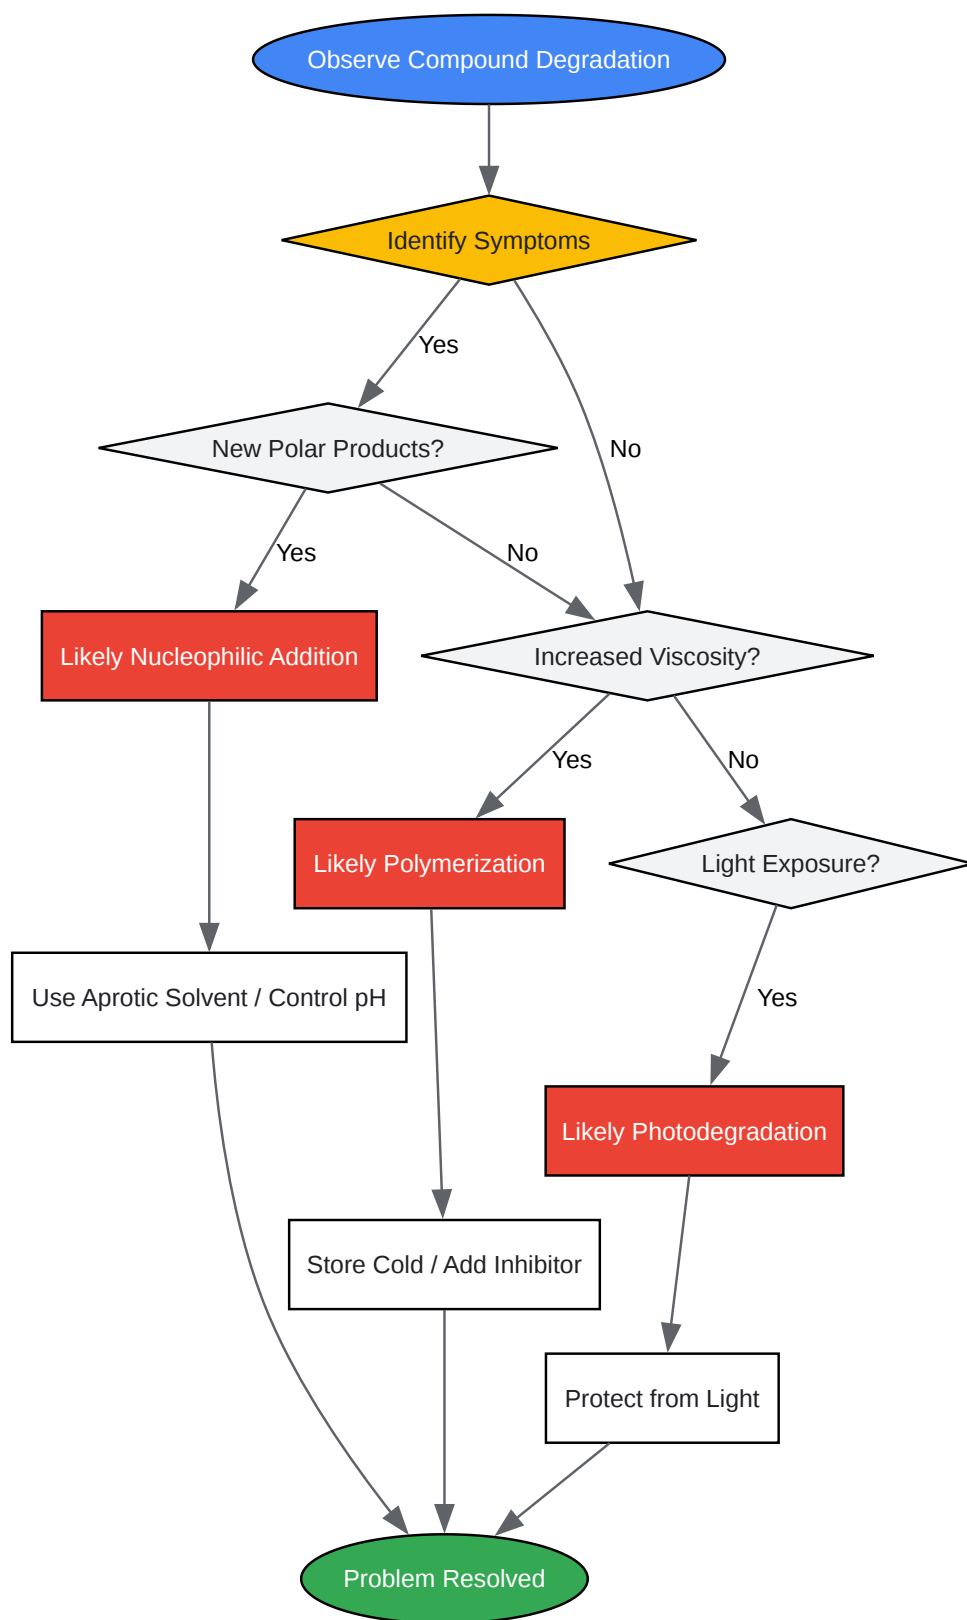 Observe Compound Degradation
Identify Symptoms
Yes
New Polar Products?
No
Yes
No
Likely Nucleophilic Addition
Increased Viscosity?
Yes
No
Likely Polymerization
Light Exposure?
Use Aprotic Solvent / Control pH
Yes
Likely Photodegradation
Store Cold / Add Inhibitor
Protect from Light
Problem Resolved